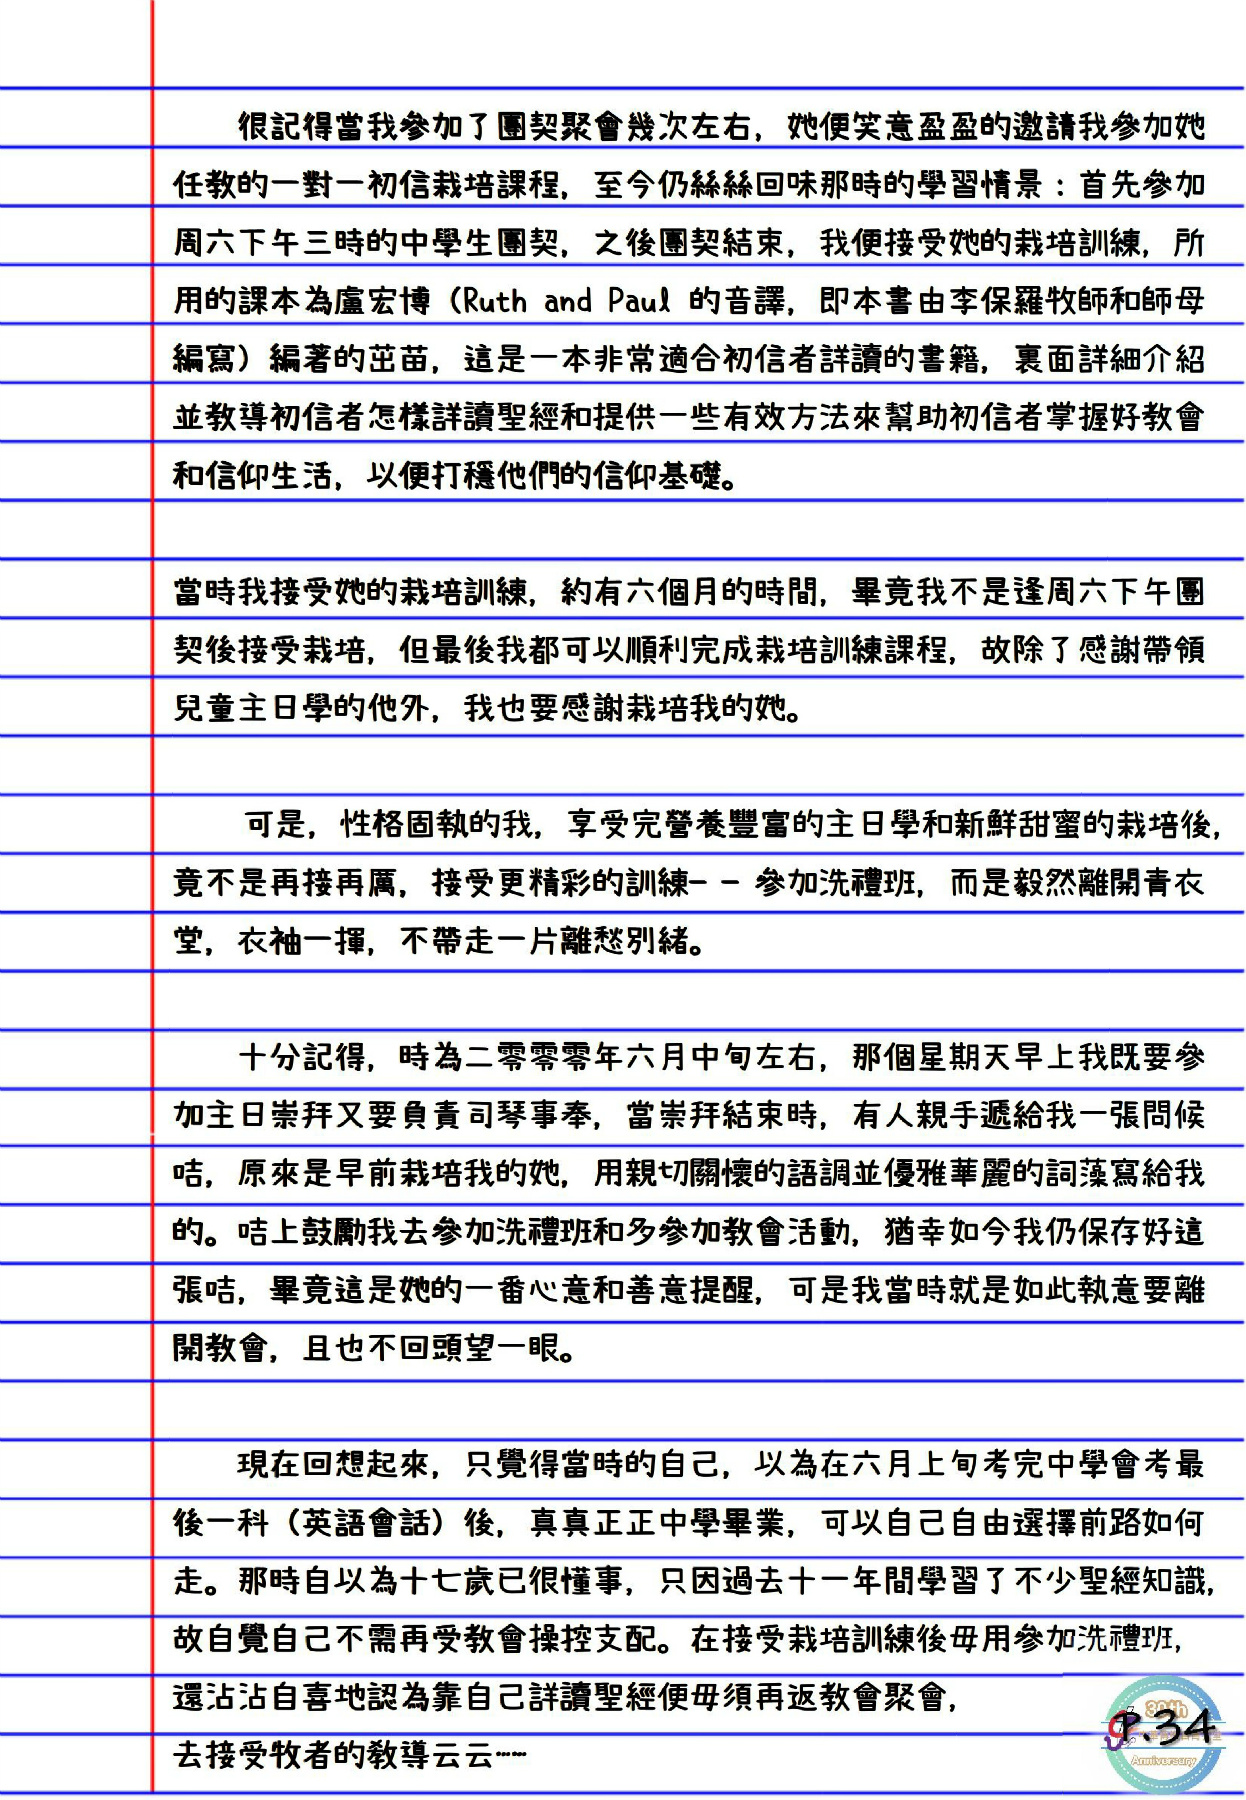 很記得當我參加了團契聚會幾次左右，她便笑意盈盈的邀請我參加她
任教的一對一初信栽培課程，至今仍絲絲回味那時的學習情景：首先參加
周六下午三時的中學生團契，之後團契結束，我便接受她的栽培訓練，所
用的課本為盧宏博（Ruth and Paul 的音譯，即本書由李保羅牧師和師母
編寫）編著的茁苗，這是一本非常適合初信者詳讀的書籍，裏面詳細介紹
並教導初信者怎樣詳讀聖經和提供一些有效方法來幫助初信者掌握好教會
和信仰生活，以便打穩他們的信仰基礎。
當時我接受她的栽培訓練，約有六個月的時間，畢竟我不是逢周六下午團
契後接受栽培，但最後我都可以順利完成栽培訓練課程，故除了感謝帶領
兒童主日學的他外，我也要感謝栽培我的她。
可是，性格固執的我，享受完營養豐富的主日學和新鮮甜蜜的栽培後，
竟不是再接再厲，接受更精彩的訓練－－參加洗禮班，而是毅然離開青衣
堂，衣袖一揮，不帶走一片離愁別緒。
十分記得，時為二零零零年六月中旬左右，那個星期天早上我既要參
加主日崇拜又要負責司琴事奉，當崇拜結束時，有人親手遞給我一張問候
咭，原來是早前栽培我的她，用親切關懷的語調並優雅華麗的詞藻寫給我
的。咭上鼓勵我去參加洗禮班和多參加教會活動，猶幸如今我仍保存好這
張咭，畢竟這是她的一番心意和善意提醒，可是我當時就是如此執意要離
開教會，且也不回頭望一眼。
現在回想起來，只覺得當時的自己，以為在六月上旬考完中學會考最
後一科（英語會話）後，真真正正中學畢業，可以自己自由選擇前路如何
走。那時自以為十七歲已很懂事，只因過去十一年間學習了不少聖經知識，
故自覺自己不需再受教會操控支配。在接受栽培訓練後毋用參加洗禮班，
還沾沾自喜地認為靠自己詳讀聖經便毋須再返教會聚會，
去接受牧者的教導云云……
30th
P.34
Anniversary